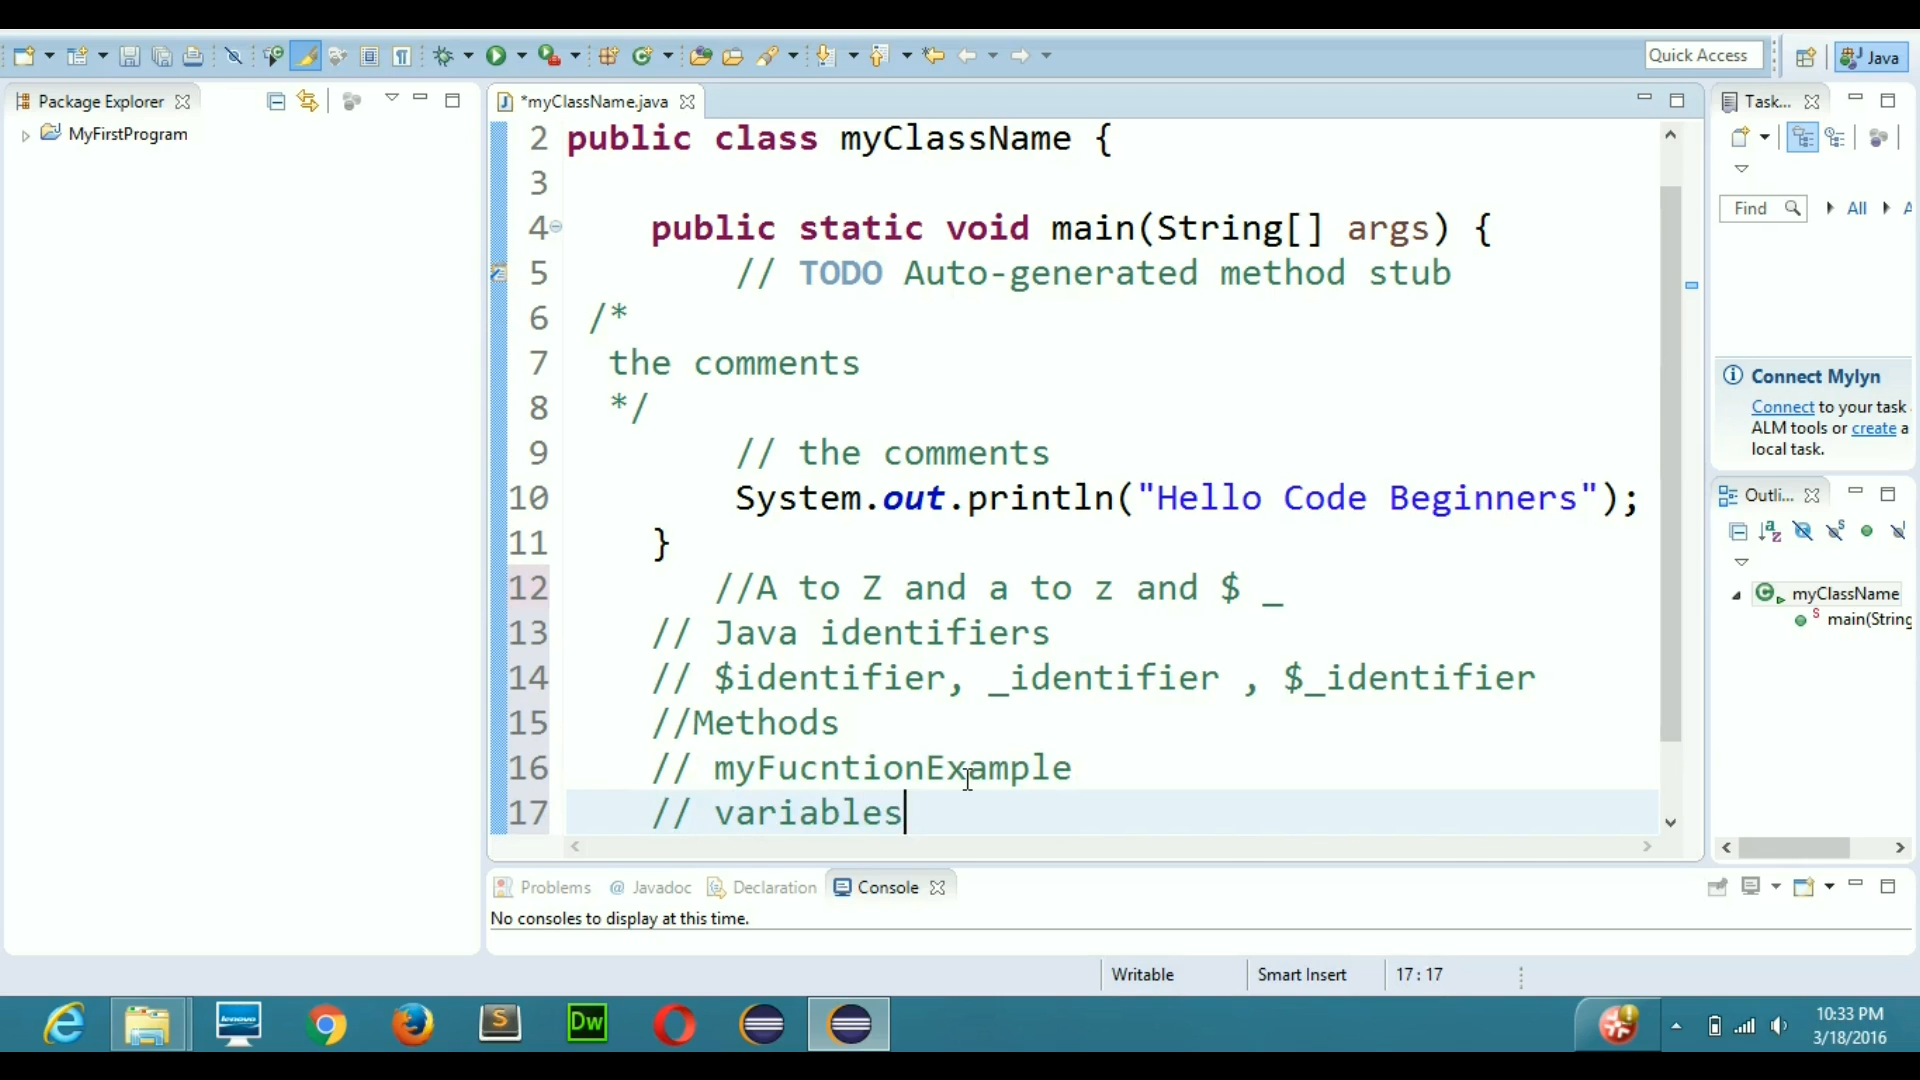 Quick Access
Java
Package Explorer
MyFirstProgram
*myClassName.java
2 public class myClassName {
3
4 public static void main(String[] args) {
5 // TODO Auto-generated method stub
6 /*
7 the comments
8 */
9 // the comments
10 System.out.println("Hello Code Beginners");
11 }
12 //A to Z and a to z and $ _
13 // Java identifiers
14 // $identifier, _identifier , $_identifier
15 //Methods
16 // myFucntionExample
17 // variables
Task...
Find
All
A
Connect Mylyn
Connect to your task
ALM tools or create a
local task.
Outli...
myClassName
main(String
Problems
@ Javadoc
Declaration
Console
No consoles to display at this time.
Writable
Smart Insert
17 : 17
lenovo
S
Dw
10:33 PM
3/18/2016